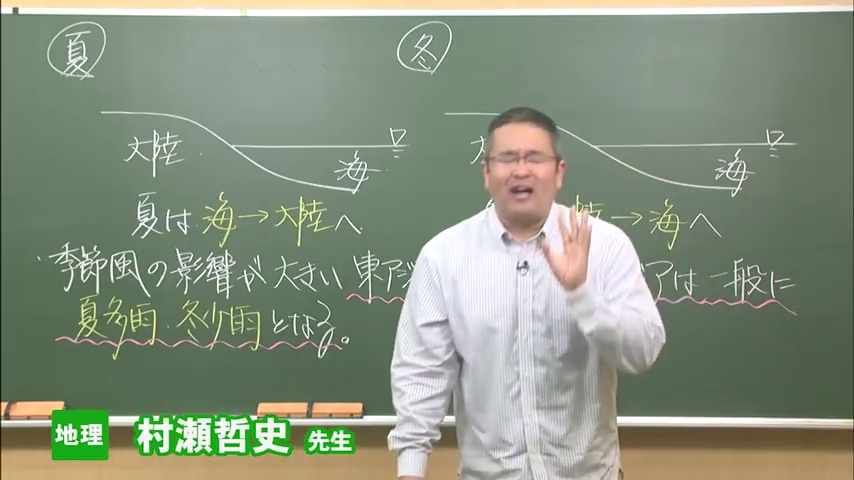 夏
冬
大陸
海
大
海
夏は 海→大陸へ
陸→海へ
季節風の影響が大きい 東アジ
アは一般に
夏多雨・冬少雨となる。
地理 村瀬哲史 先生